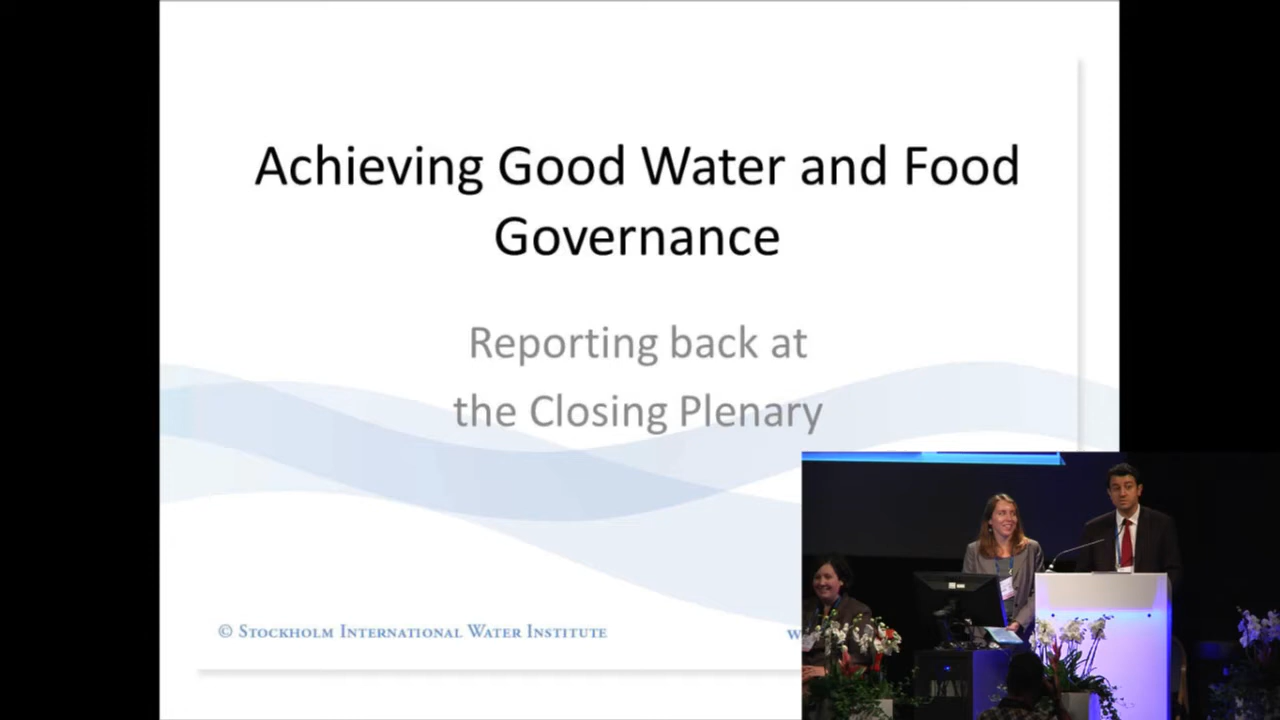 Achieving Good Water and Food
Governance
Reporting back at
the Closing Plenary
© Stockholm International Water Institute